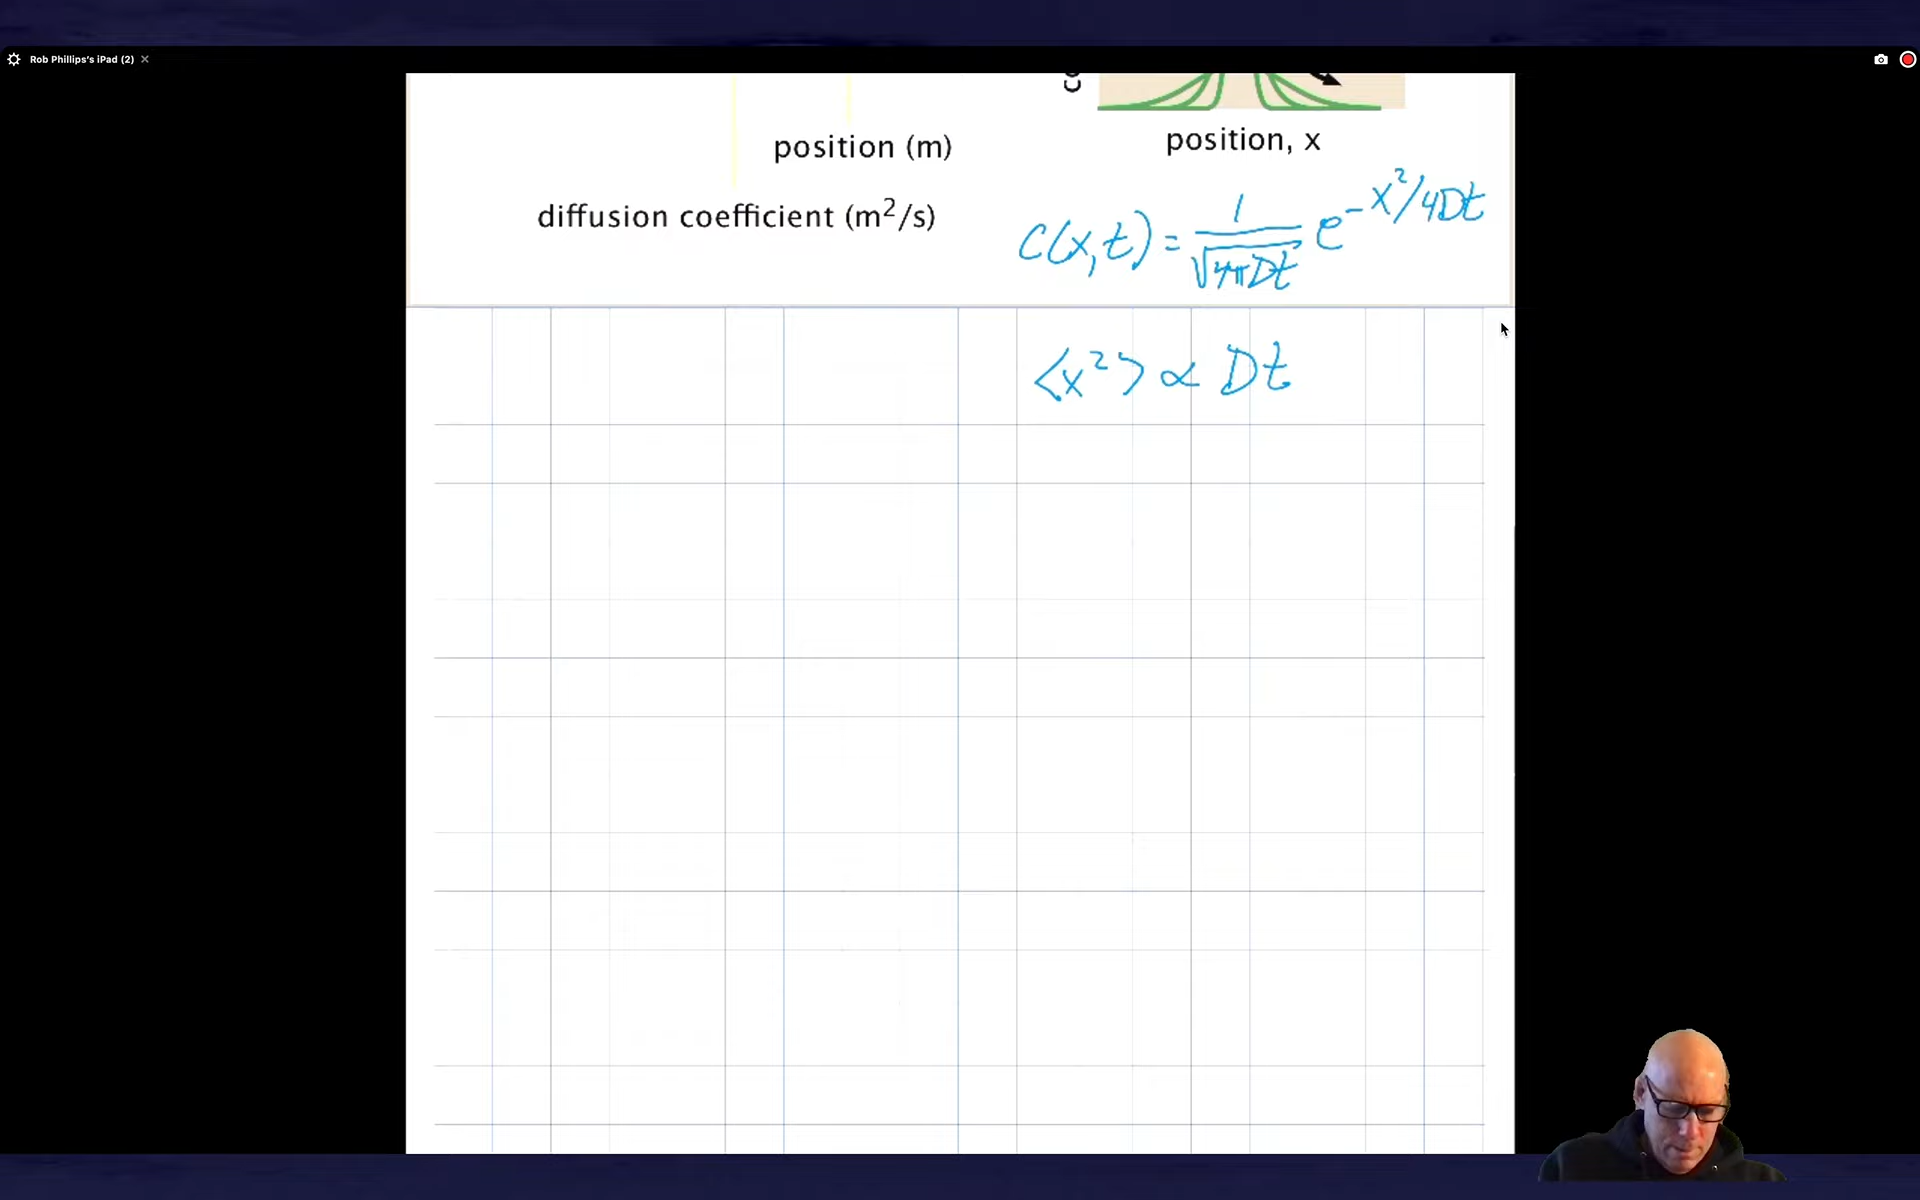 Rob Phillips's iPad (2)
position (m)
position, x
diffusion coefficient (m²/s)
C(x,t) = 1/√4πDt e^-x²/4Dt
<x²> ∝ Dt